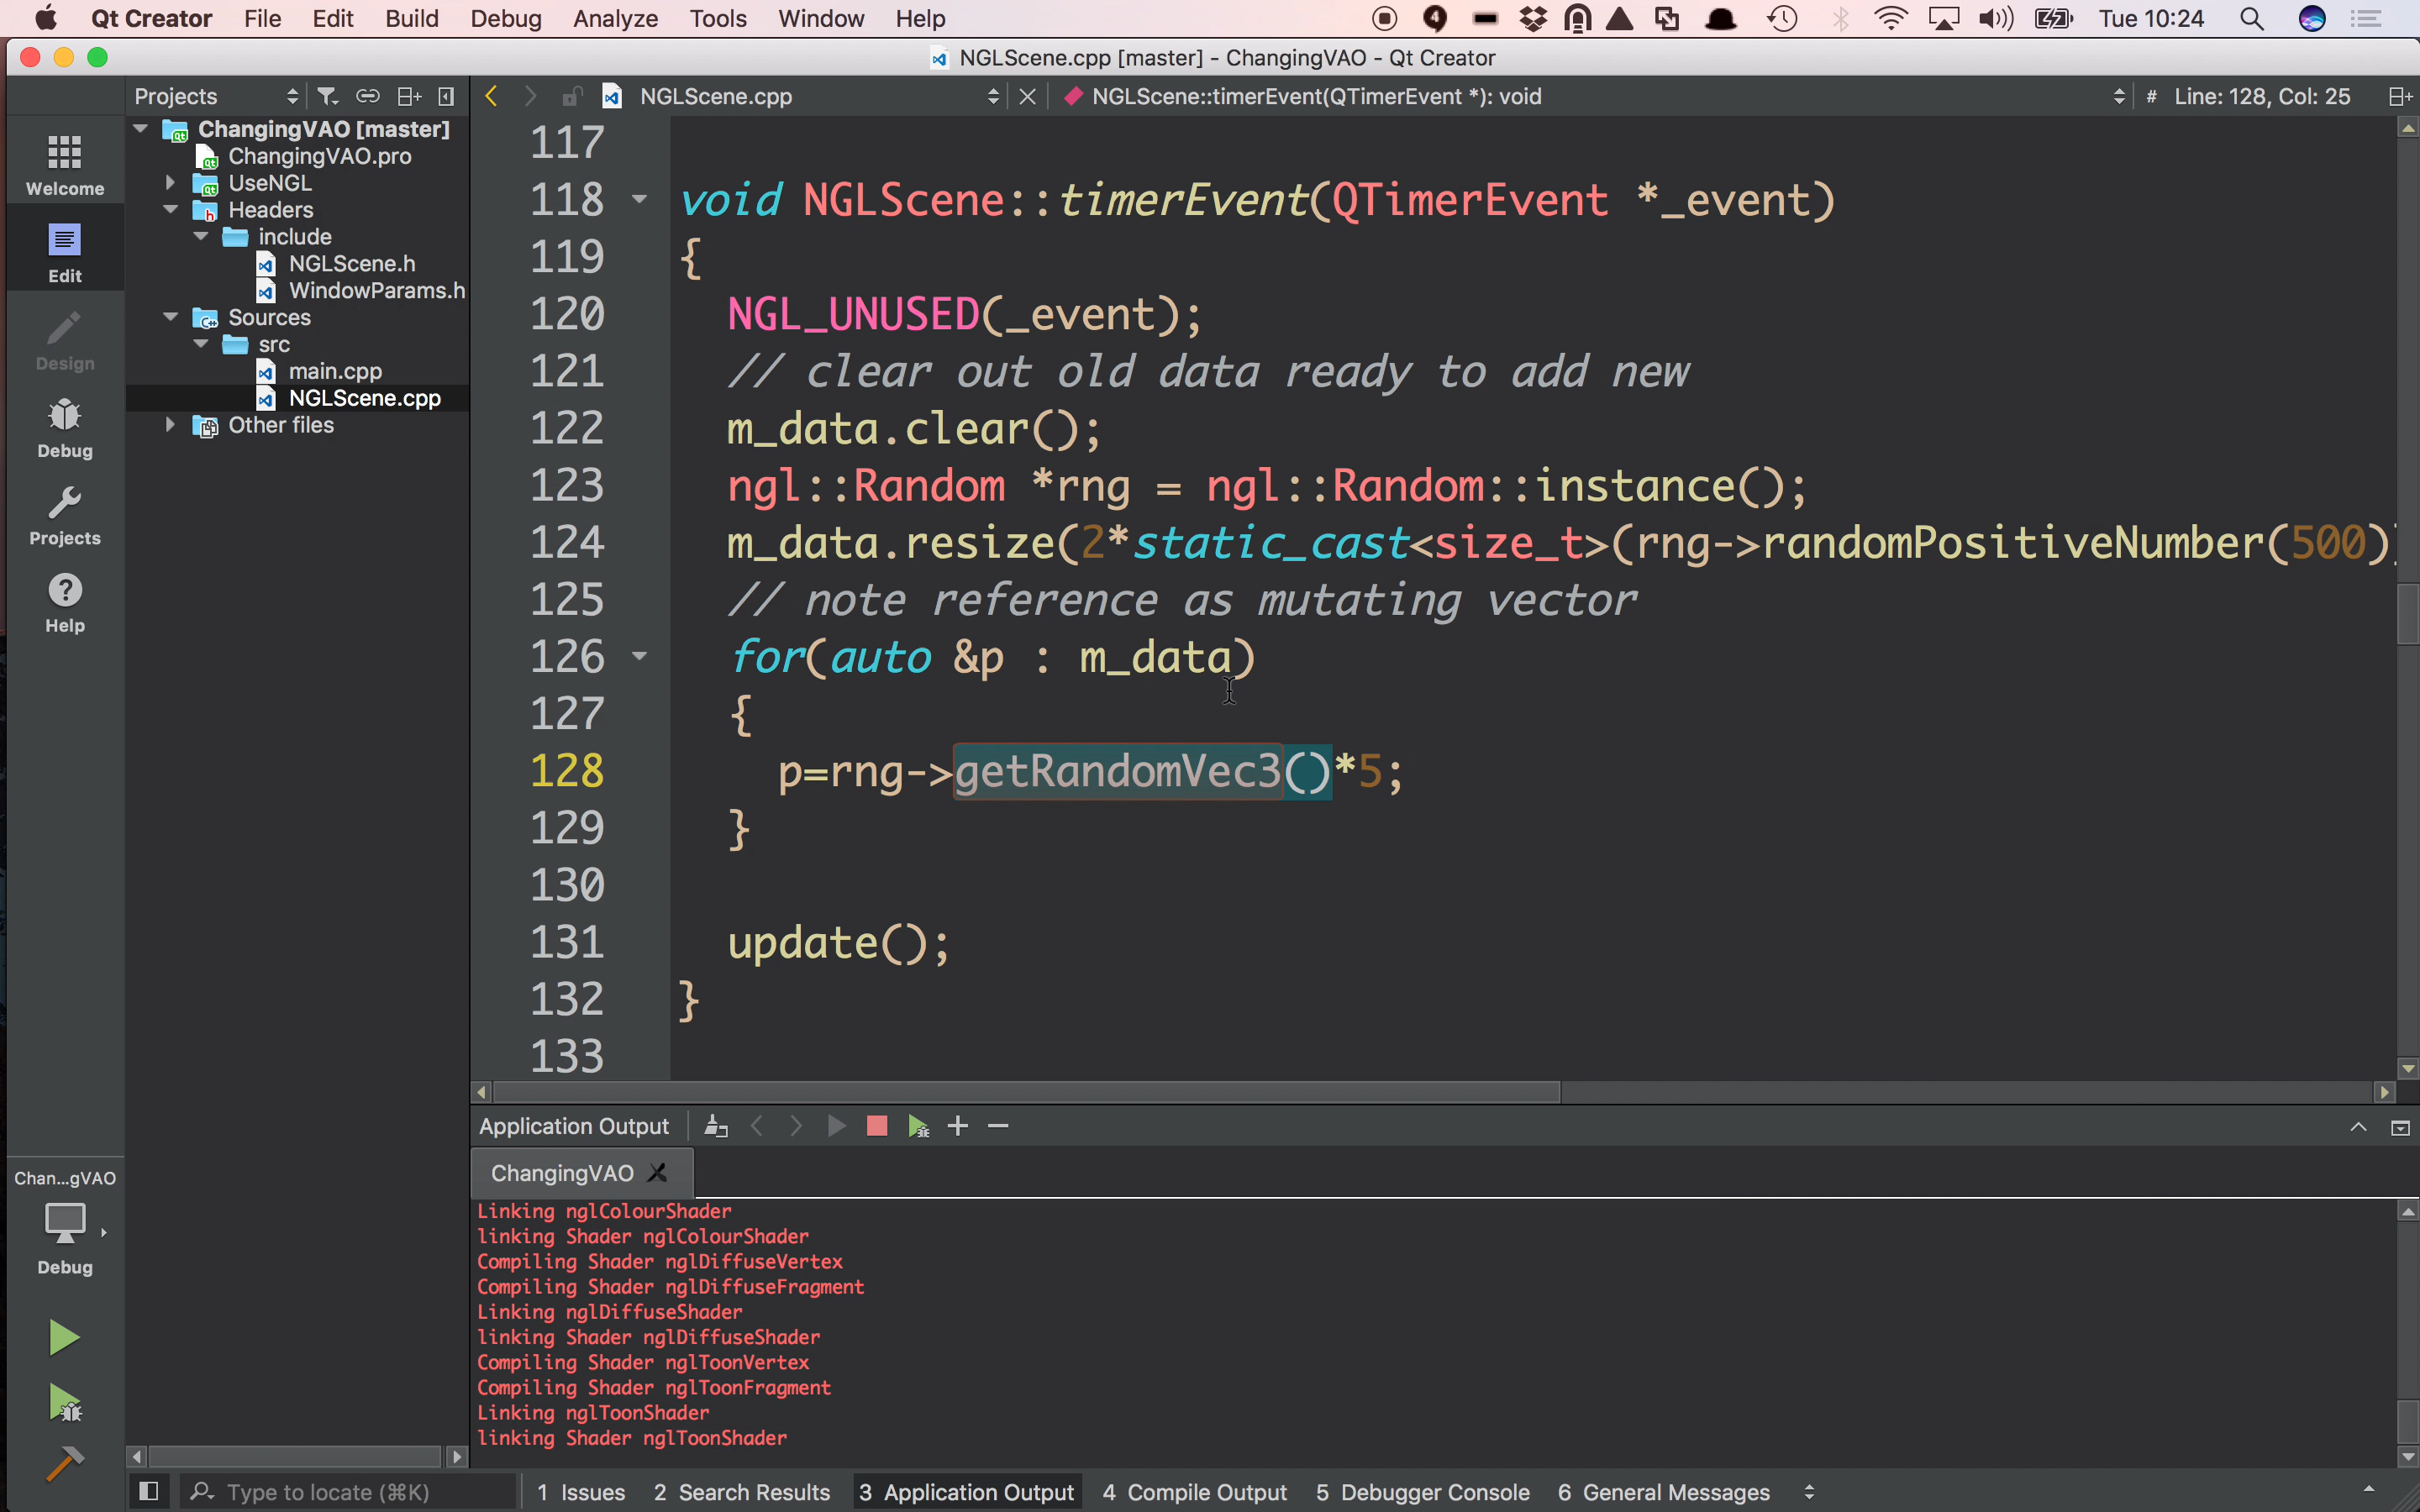 Qt Creator File Edit Build Debug Analyze Tools Window Help 4 Tue 10:24
NGLScene.cpp [master] - ChangingVAO - Qt Creator
Projects NGLScene.cpp NGLScene::timerEvent(QTimerEvent *): void # Line: 128, Col: 25
Welcome
Edit
Design
Debug
Projects
Help
ChangingVAO [master]
ChangingVAO.pro
UseNGL
Headers
include
NGLScene.h
WindowParams.h
Sources
src
main.cpp
NGLScene.cpp
Other files
117
118 void NGLScene::timerEvent(QTimerEvent *_event)
119 {
120 NGL_UNUSED(_event);
121 // clear out old data ready to add new
122 m_data.clear();
123 ngl::Random *rng = ngl::Random::instance();
124 m_data.resize(2*static_cast<size_t>(rng->randomPositiveNumber(500)
125 // note reference as mutating vector
126 for(auto &p : m_data)
127 {
128 p=rng->getRandomVec3()*5;
129 }
130
131 update();
132 }
133
Application Output
ChangingVAO
Linking nglColourShader
linking Shader nglColourShader
Compiling Shader nglDiffuseVertex
Compiling Shader nglDiffuseFragment
Linking nglDiffuseShader
linking Shader nglDiffuseShader
Compiling Shader nglToonVertex
Compiling Shader nglToonFragment
Linking nglToonShader
linking Shader nglToonShader
Chan...gVAO
Debug
Type to locate (⌘K) 1 Issues 2 Search Results 3 Application Output 4 Compile Output 5 Debugger Console 6 General Messages